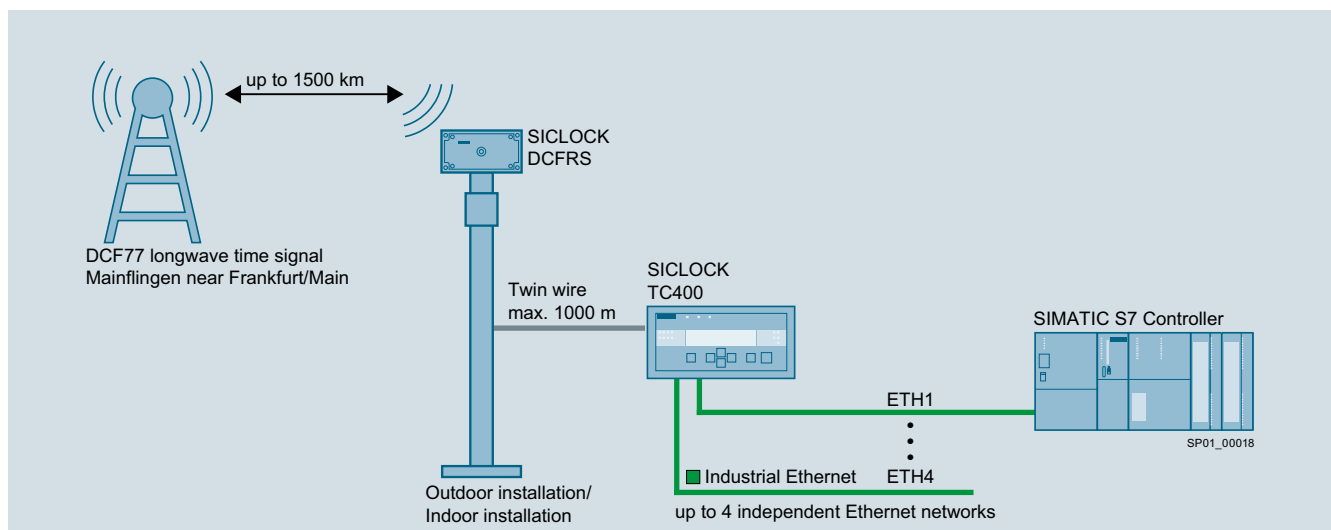 up to 1500 km
SICLOCK
DCFRS
DCF77 longwave time signal
Mainflingen near Frankfurt/Main
Twin wire
max. 1000 m
SICLOCK
TC400
SIMATIC S7 Controller
ETH1
SP01_00018
Industrial Ethernet
ETH4
up to 4 independent Ethernet networks
Outdoor installation/
Indoor installation